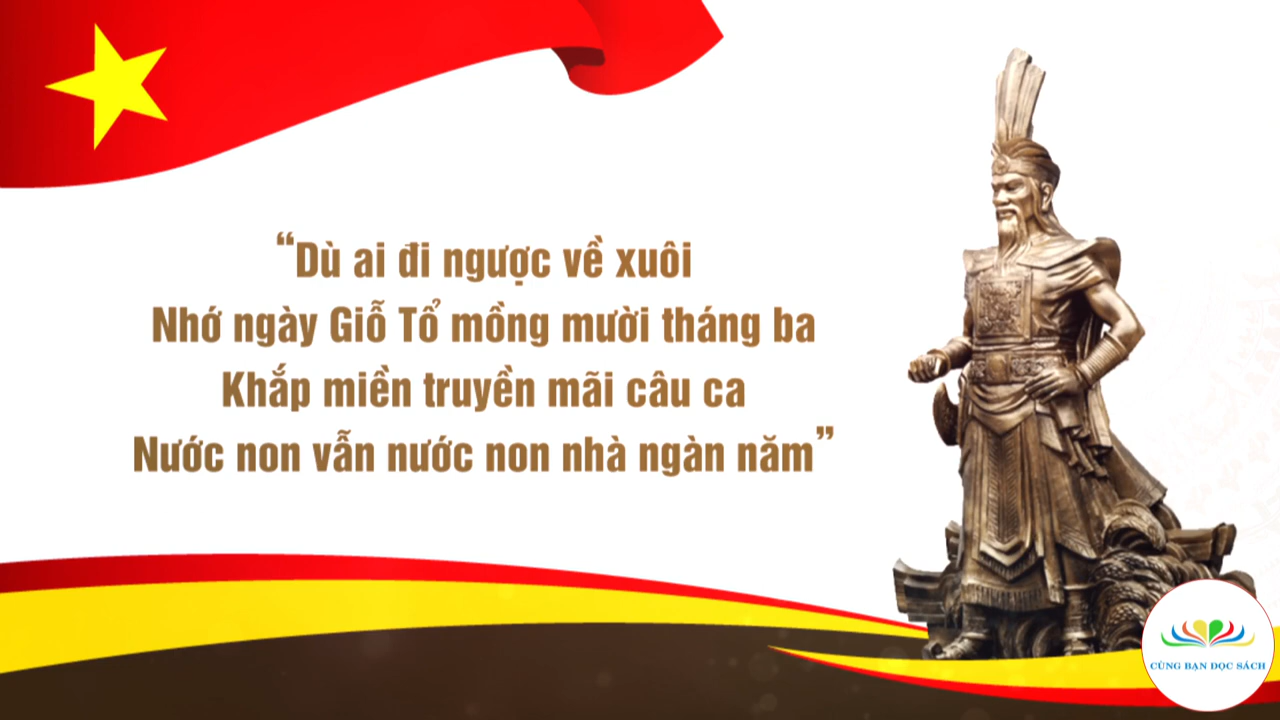 “Dù ai đi ngược về xuôi
Nhớ ngày Giỗ Tổ mồng mười tháng ba
Khắp miền truyền mãi câu ca
Nước non vẫn nước non nhà ngàn năm”
CÙNG BẠN ĐỌC SÁCH